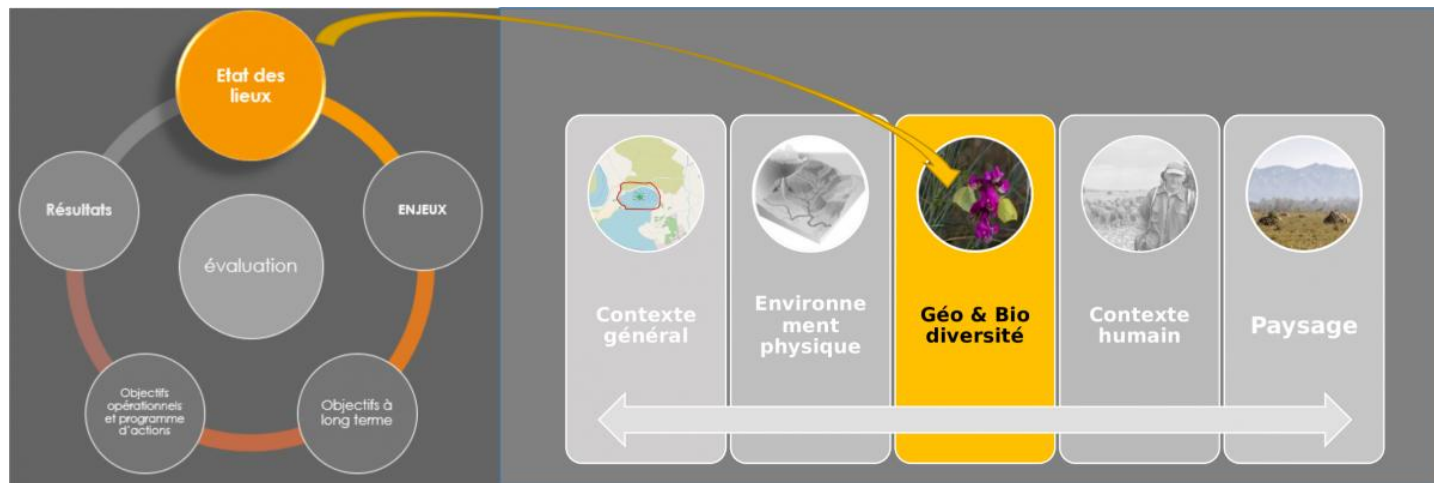 Etat des
lieux
Résultats
ENJEUX
évaluation
Objectifs
opérationnels
et programme
d'actions
Objectifs à
long terme
Contexte
général
Environne
ment
physique
Géo & Bio
diversité
Contexte
humain
Paysage